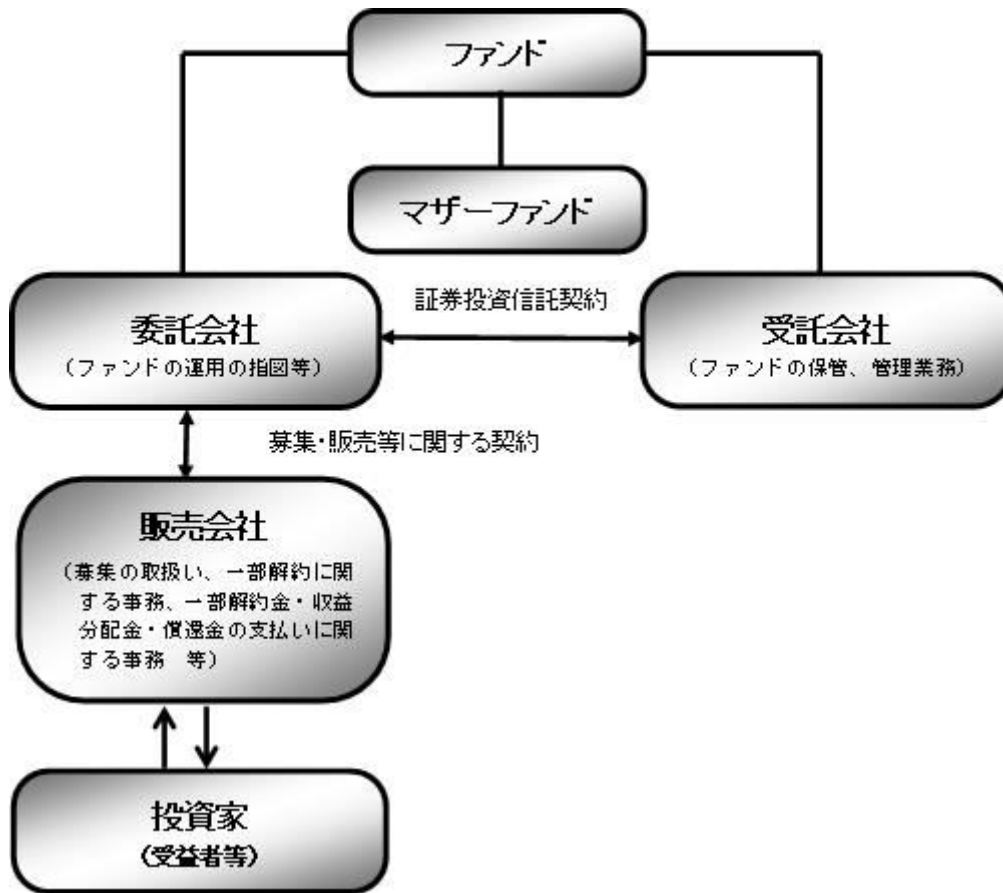 ファンド
マザーファンド
証券投資信託契約
委託会社
（ファンドの運用の指図等）
受託会社
（ファンドの保管、管理業務）
募集・販売等に関する契約
販売会社
（募集の取扱い、一部解約に関
する事務、一部解約金・収益
分配金・償還金の支払いに関
する事務　等）
投資家
（受益者等）